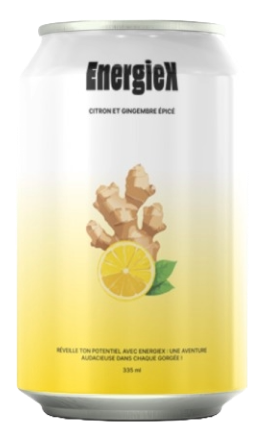 EnergieX
CITRON ET GINGEMBRE ÉPICÉ
RÉVEILLE TON POTENTIEL AVEC ENERGIEX : UNE AVENTURE
AUDACIEUSE DANS CHAQUE GORGÉE !
335 ml